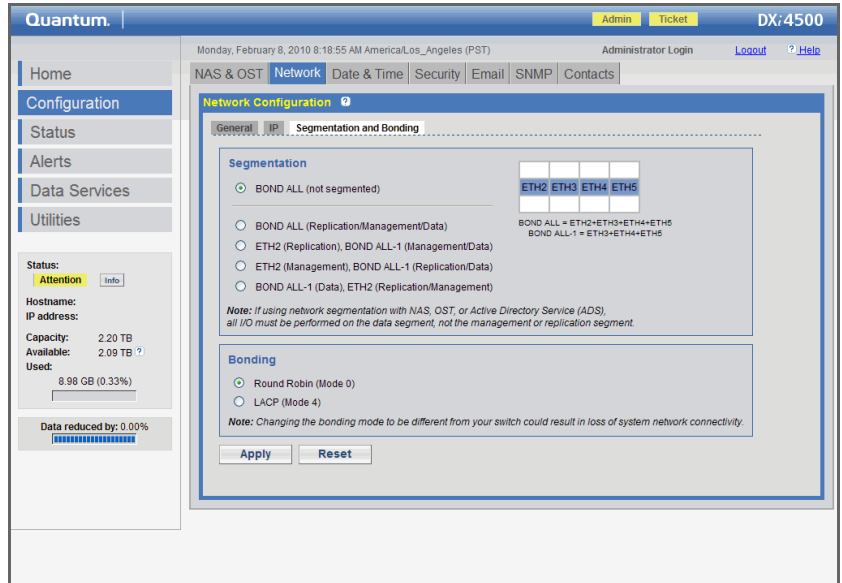 Quantum.
Admin
Ticket
DXi4500
Monday, February 8, 2010 8:18:55 AM America/Los_Angeles (PST)
Administrator Login
Logout
? Help
Home
Configuration
Status
Alerts
Data Services
Utilities
Status:
Attention
Info
Hostname:
IP address:
Capacity: 2.20 TB
Available: 2.09 TB ?
Used:
8.98 GB (0.33%)
Data reduced by: 0.00%
NAS & OST
Network
Date & Time
Security
Email
SNMP
Contacts
Network Configuration ?
General
IP
Segmentation and Bonding
Segmentation
BOND ALL (not segmented)
BOND ALL (Replication/Management/Data)
ETH2 (Replication), BOND ALL-1 (Management/Data)
ETH2 (Management), BOND ALL-1 (Replication/Data)
BOND ALL-1 (Data), ETH2 (Replication/Management)
ETH2 ETH3 ETH4 ETH5
BOND ALL = ETH2+ETH3+ETH4+ETH5
BOND ALL-1 = ETH3+ETH4+ETH5
Note: If using network segmentation with NAS, OST, or Active Directory Service (ADS),
all I/O must be performed on the data segment, not the management or replication segment.
Bonding
Round Robin (Mode 0)
LACP (Mode 4)
Note: Changing the bonding mode to be different from your switch could result in loss of system network connectivity.
Apply
Reset